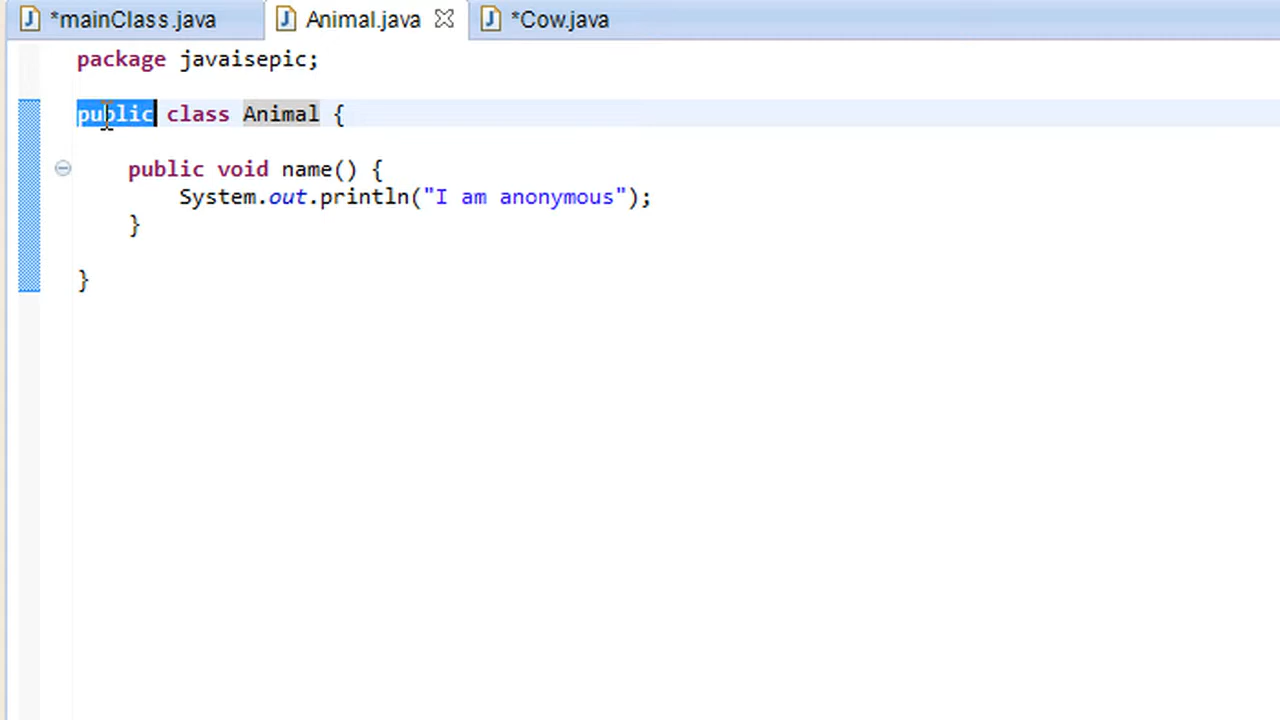 *mainClass.java Animal.java *Cow.java
package javaisepic;
public class Animal {
public void name() {
System.out.println("I am anonymous");
}
}